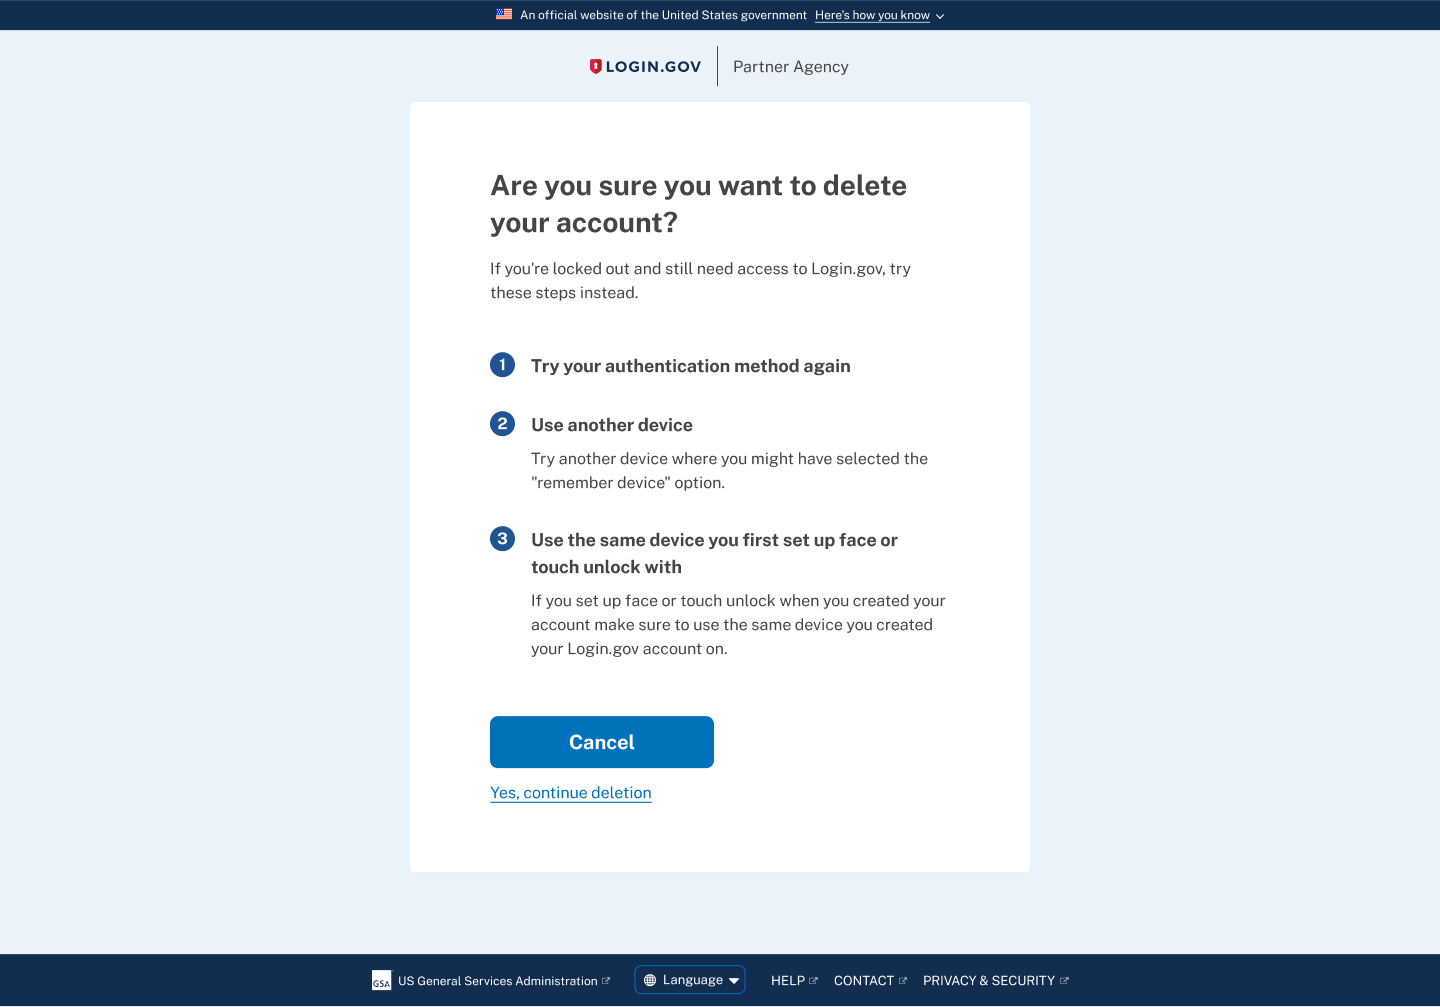 An official website of the United States government Here's how you know
LOGIN.GOV Partner Agency
Are you sure you want to delete
your account?
If you're locked out and still need access to Login.gov, try
these steps instead.
1 Try your authentication method again
2 Use another device
Try another device where you might have selected the
"remember device" option.
3 Use the same device you first set up face or
touch unlock with
If you set up face or touch unlock when you created your
account make sure to use the same device you created
your Login.gov account on.
Cancel
Yes, continue deletion
GSA US General Services Administration Language HELP CONTACT PRIVACY & SECURITY